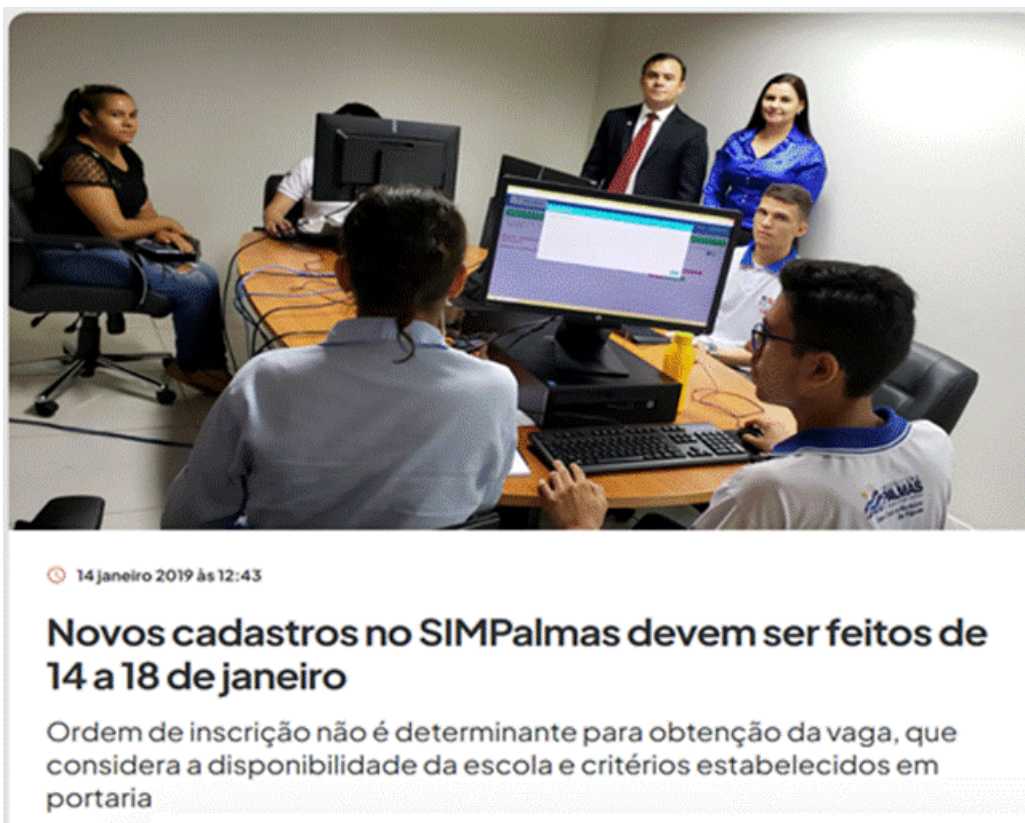 PALMAS
14 janeiro 2019 às 12:43
Novos cadastros no SIMPalmas devem ser feitos de
14 a 18 de janeiro
Ordem de inscrição não é determinante para obtenção da vaga, que
considera a disponibilidade da escola e critérios estabelecidos em
portaria